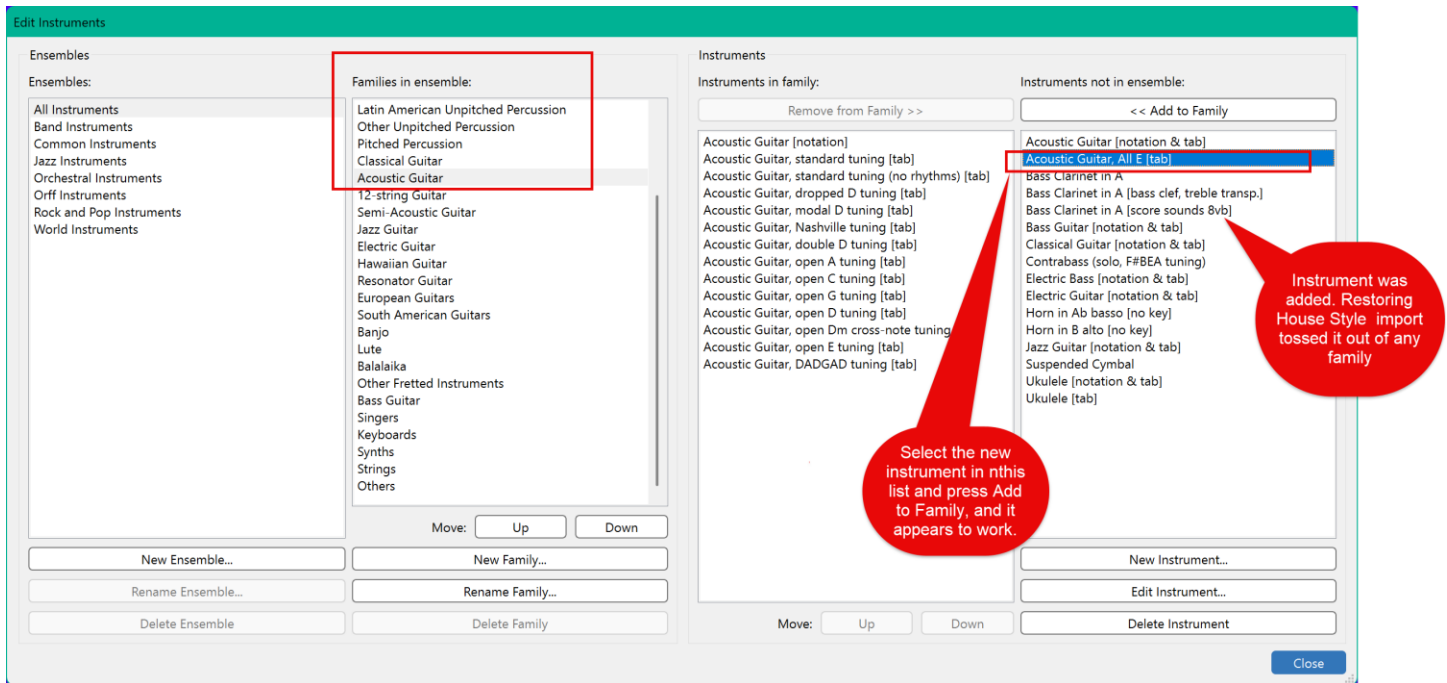 Edit Instruments
Ensembles
Ensembles:
All Instruments
Band Instruments
Common Instruments
Jazz Instruments
Orchestral Instruments
Orff Instruments
Rock and Pop Instruments
World Instruments
New Ensemble...
Rename Ensemble...
Delete Ensemble
Families in ensemble:
Latin American Unpitched Percussion
Other Unpitched Percussion
Pitched Percussion
Classical Guitar
Acoustic Guitar
12-string Guitar
Semi-Acoustic Guitar
Jazz Guitar
Electric Guitar
Hawaiian Guitar
Resonator Guitar
European Guitars
South American Guitars
Banjo
Lute
Balalaika
Other Fretted Instruments
Bass Guitar
Singers
Keyboards
Synths
Strings
Others
Move: Up Down
New Family...
Rename Family...
Delete Family
Instruments
Instruments in family:
Remove from Family >>
Acoustic Guitar [notation]
Acoustic Guitar, standard tuning [tab]
Acoustic Guitar, standard tuning (no rhythms) [tab]
Acoustic Guitar, dropped D tuning [tab]
Acoustic Guitar, modal D tuning [tab]
Acoustic Guitar, Nashville tuning [tab]
Acoustic Guitar, double D tuning [tab]
Acoustic Guitar, open A tuning [tab]
Acoustic Guitar, open C tuning [tab]
Acoustic Guitar, open G tuning [tab]
Acoustic Guitar, open D tuning [tab]
Acoustic Guitar, open Dm cross-note tuning
Acoustic Guitar, open E tuning [tab]
Acoustic Guitar, DADGAD tuning [tab]
Move: Up Down
Instruments not in ensemble:
<< Add to Family
Acoustic Guitar [notation & tab]
Acoustic Guitar, All E [tab]
Bass Clarinet in A
Bass Clarinet in A [bass clef, treble transp.]
Bass Clarinet in A [score sounds 8vb]
Bass Guitar [notation & tab]
Classical Guitar [notation & tab]
Contrabass (solo, F#BEA tuning)
Electric Bass [notation & tab]
Electric Guitar [notation & tab]
Horn in Ab basso [no key]
Horn in B alto [no key]
Jazz Guitar [notation & tab]
Suspended Cymbal
Ukulele [notation & tab]
Ukulele [tab]
New Instrument...
Edit Instrument...
Delete Instrument
Close
Select the new
instrument in nthis
list and press Add
to Family, and it
appears to work.
Instrument was
added. Restoring
House Style import
tossed it out of any
family